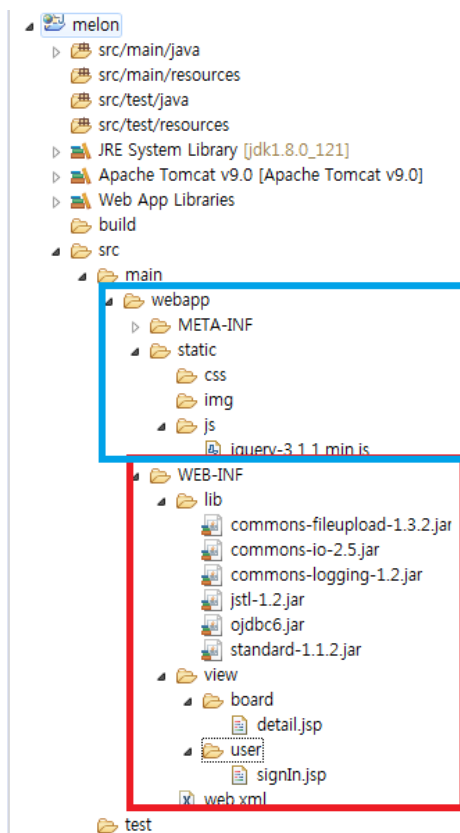 melon
src/main/java
src/main/resources
src/test/java
src/test/resources
JRE System Library [jdk1.8.0_121]
Apache Tomcat v9.0 [Apache Tomcat v9.0]
Web App Libraries
build
src
main
webapp
META-INF
static
css
img
js
jquery-3.1.1.min.js
WEB-INF
lib
commons-fileupload-1.3.2.jar
commons-io-2.5.jar
commons-logging-1.2.jar
jstl-1.2.jar
ojdbc6.jar
standard-1.1.2.jar
view
board
detail.jsp
user
signIn.jsp
web.xml
test